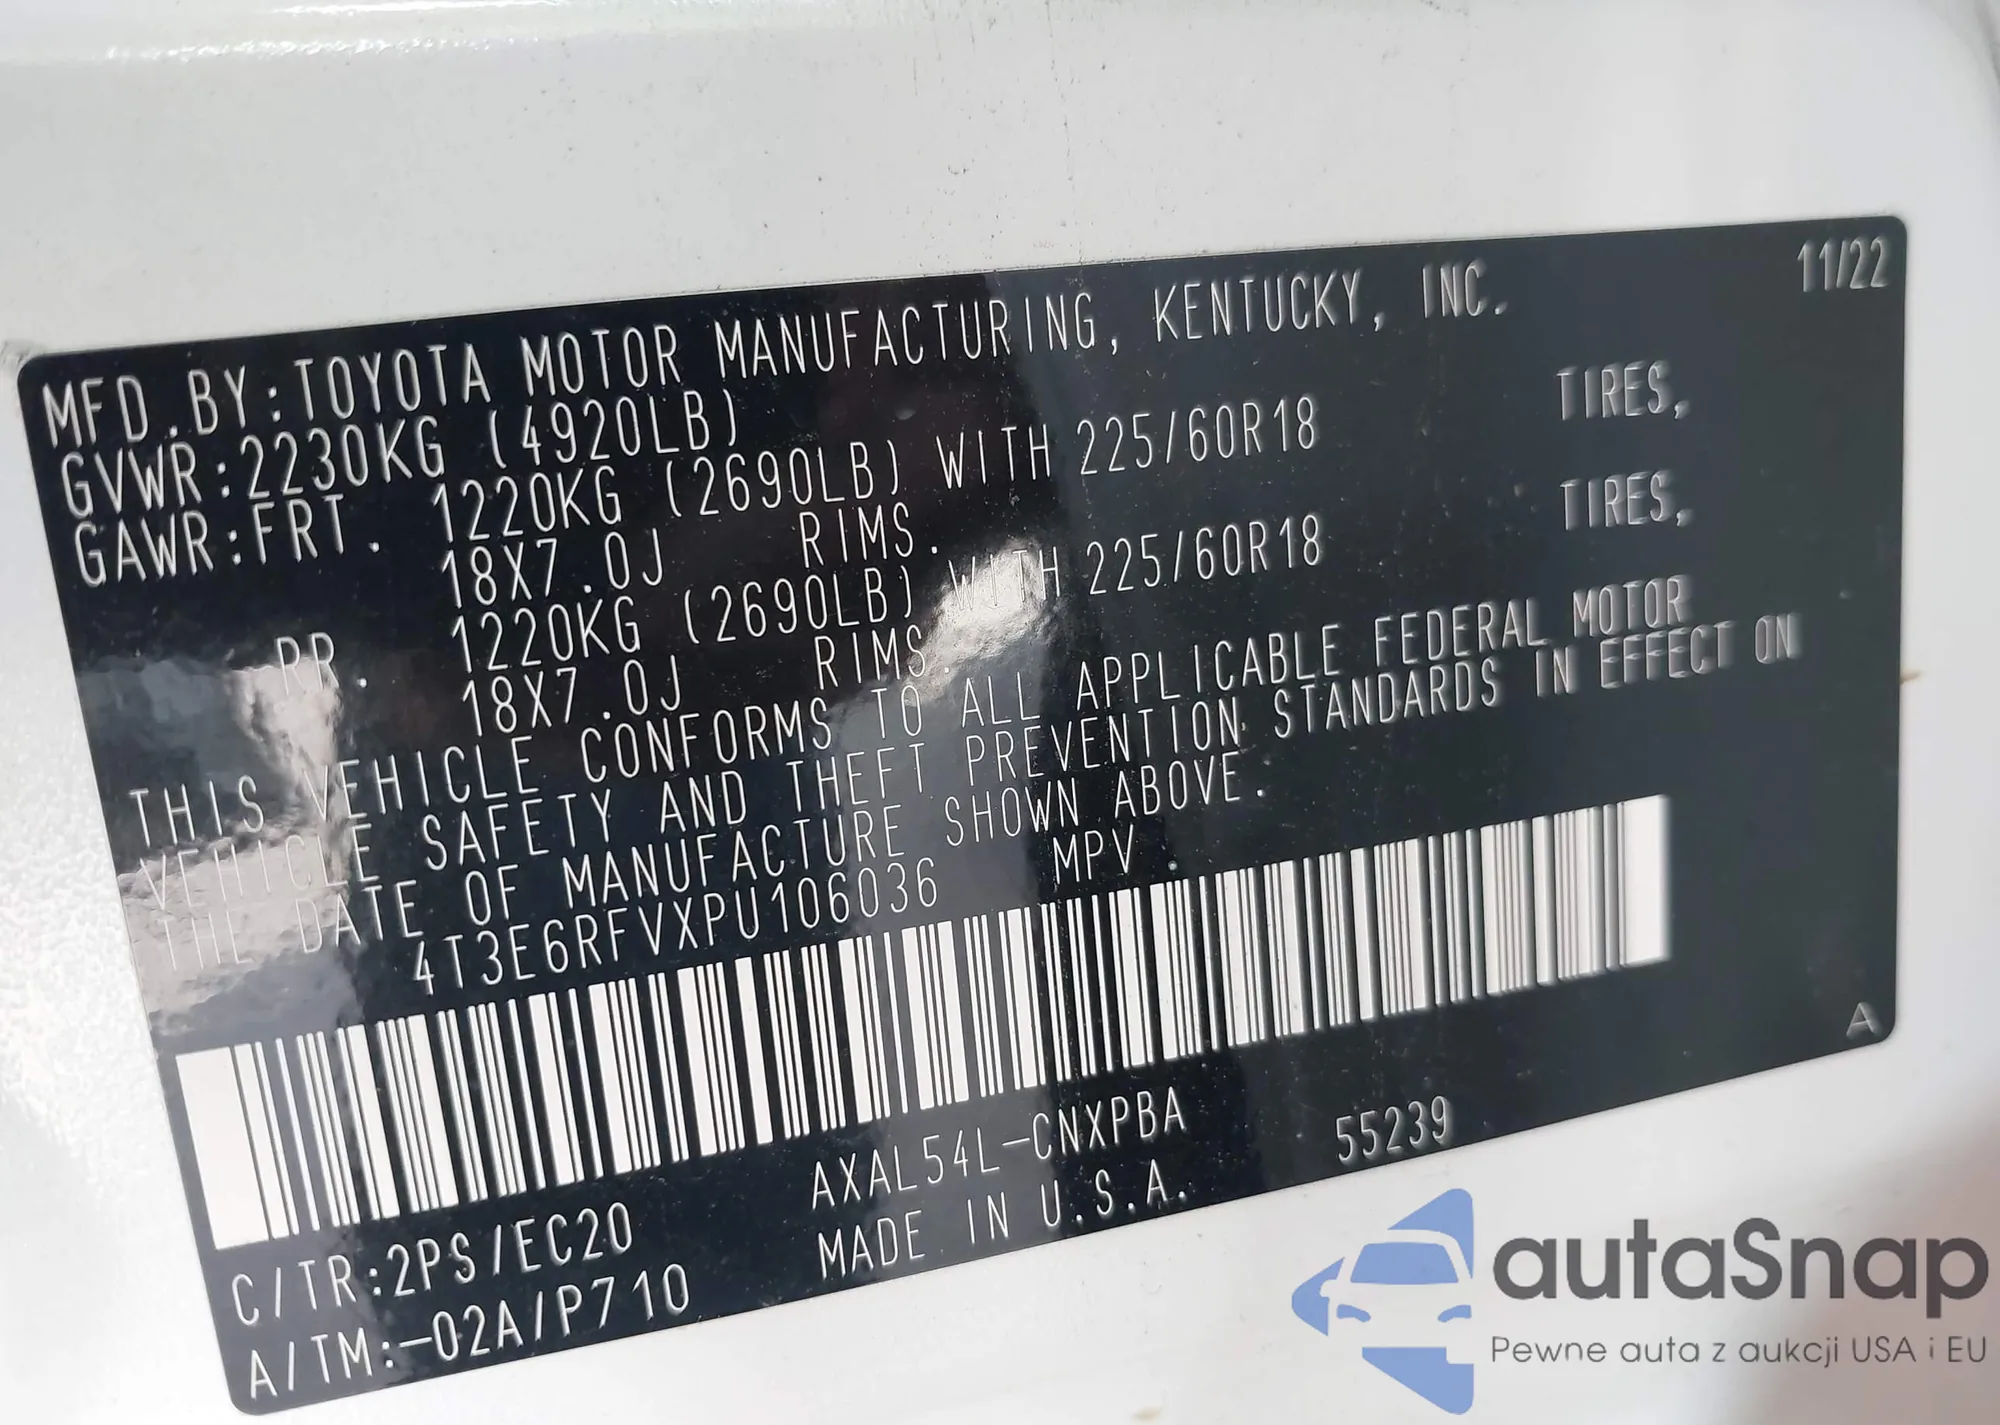 11/22
MFD.BY:TOYOTA MOTOR MANUFACTURING, KENTUCKY, INC.
GVWR:2230KG (4920LB)
GAWR:FRT. 1220KG (2690LB) WITH 225/60R18 TIRES,
18X7.0J RIMS.
RR. 1220KG (2690LB) WITH 225/60R18 TIRES,
18X7.0J RIMS.
THIS VEHICLE CONFORMS TO ALL APPLICABLE FEDERAL MOTOR
VEHICLE SAFETY AND THEFT PREVENTION STANDARDS IN EFFECT ON
THE DATE OF MANUFACTURE SHOWN ABOVE.
4T3E6RFVXPU106036 MPV
A
AXAL54L-CNXPBA 55239
C/TR:2PS/EC20 MADE IN U.S.A.
A/TM:-02A/P710
autaSnap
Pewne auta z aukcji USA i EU